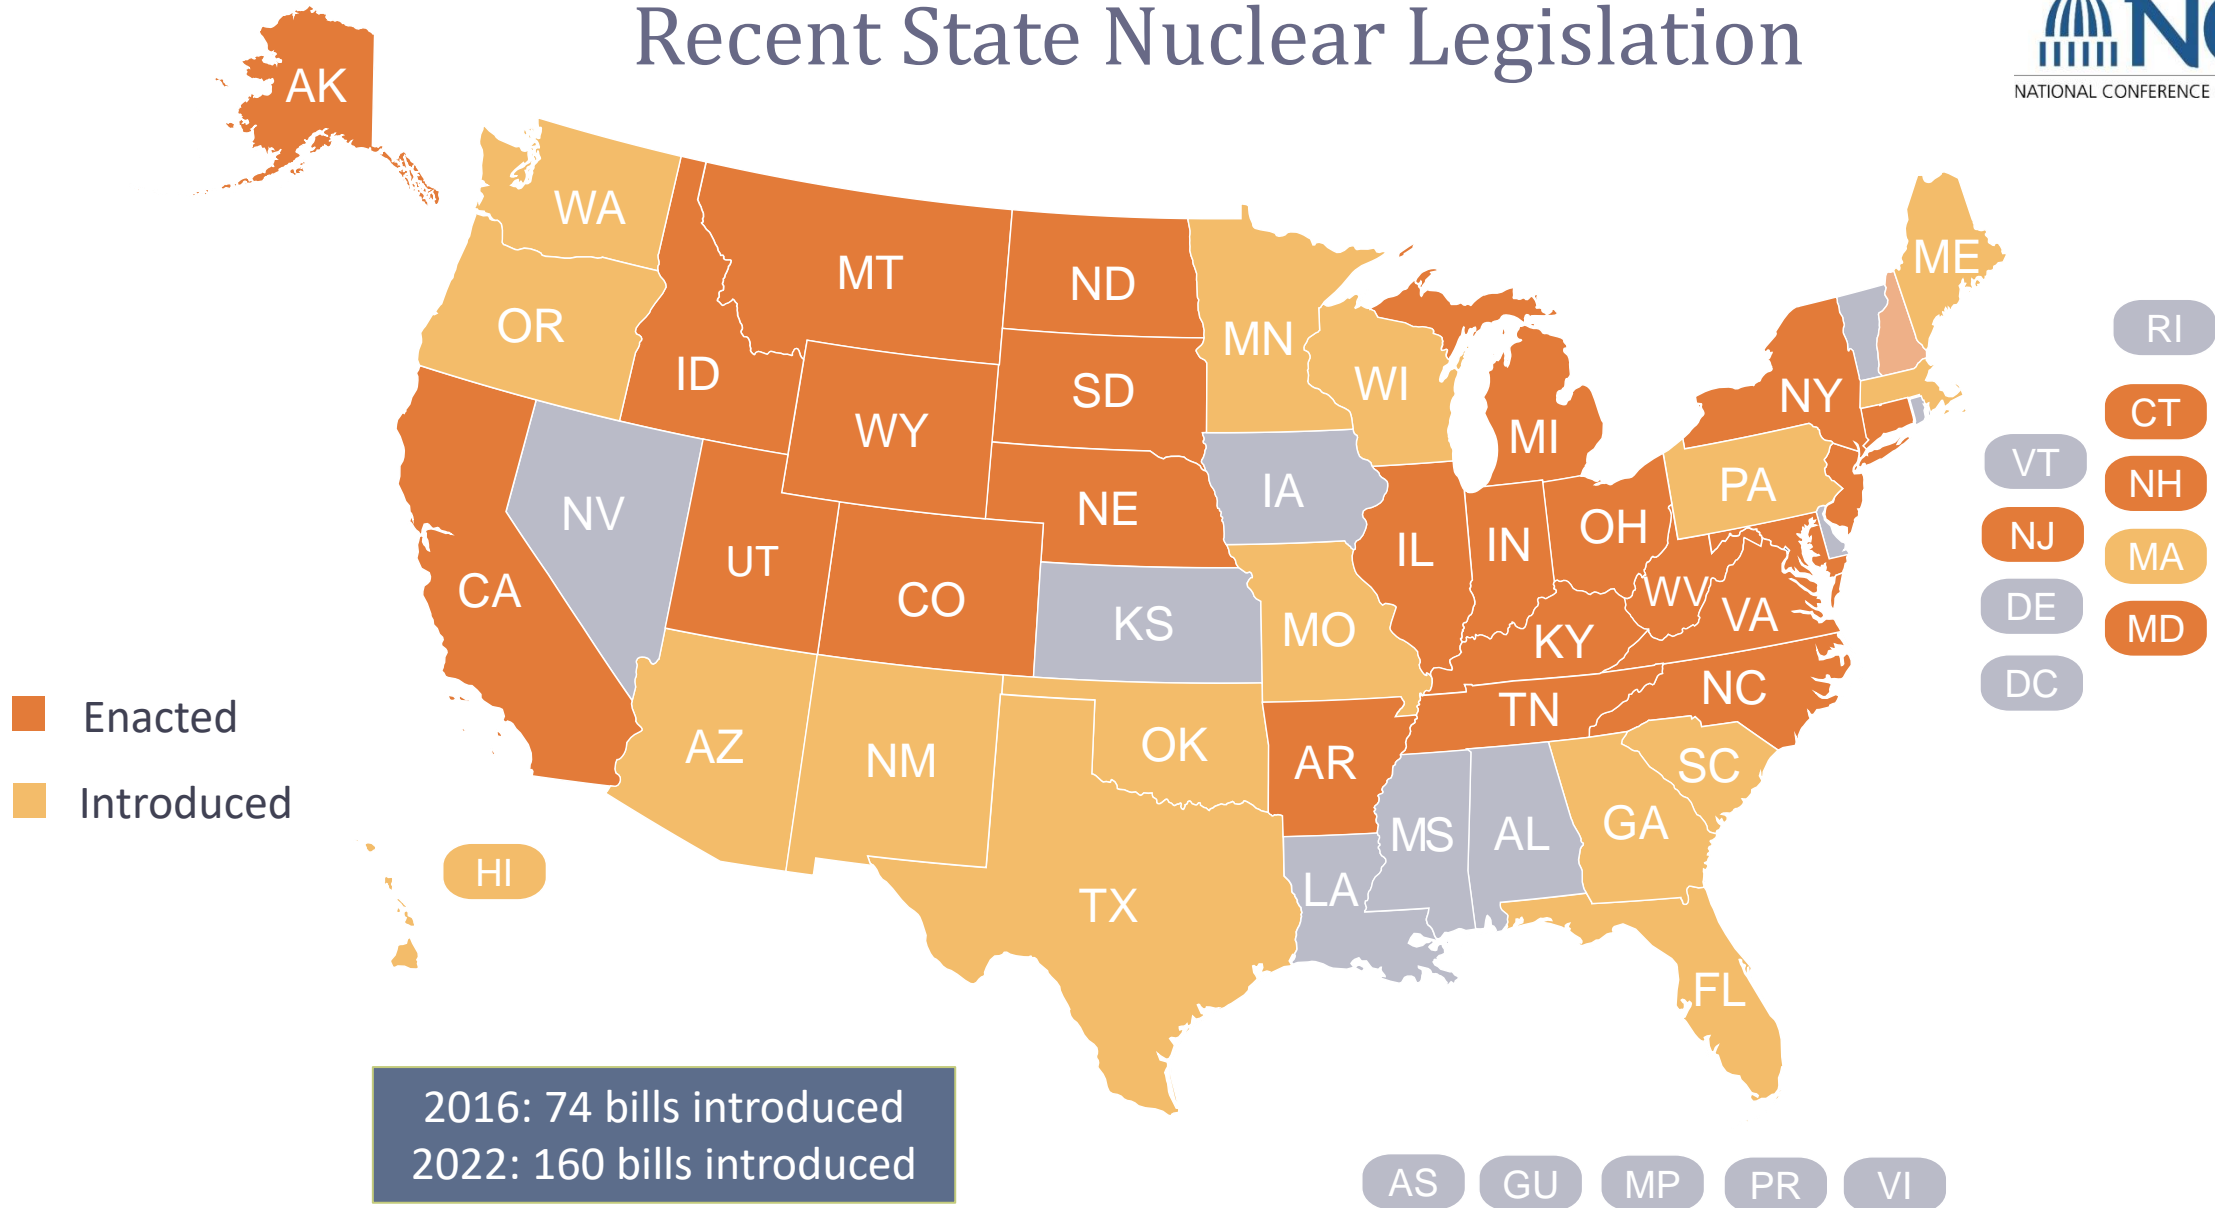 Recent State Nuclear Legislation
NATIONAL CONFERENCE
AK
WA
OR
MT
ND
ID
SD
WY
MN
WI
MI
ME
NY
RI
CT
VT
NH
NJ
MA
DE
MD
DC
NV
CA
UT
CO
NE
KS
IA
MO
IL
IN
OH
PA
WV
VA
KY
NC
TN
SC
AZ
NM
OK
AR
TX
LA
MS
AL
GA
FL
HI
Enacted
Introduced
2016: 74 bills introduced
2022: 160 bills introduced
AS
GU
MP
PR
VI